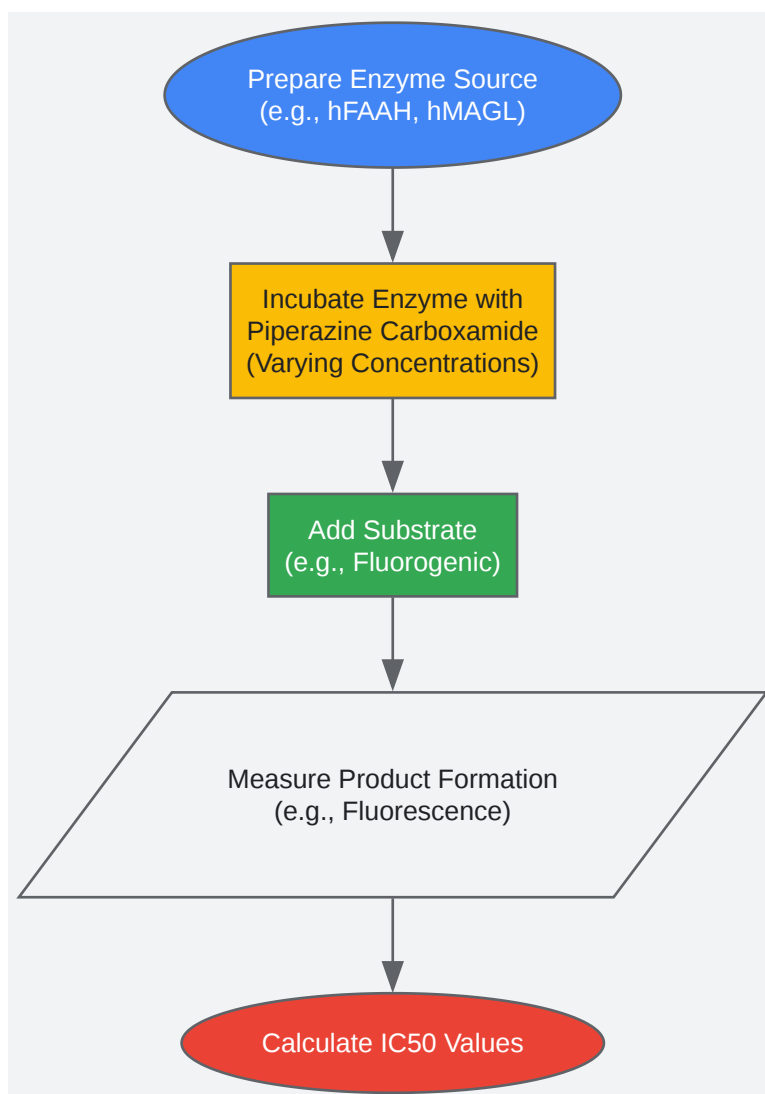 Prepare Enzyme Source
(e.g., hFAAH, hMAGL)
Incubate Enzyme with
Piperazine Carboxamide
(Varying Concentrations)
Add Substrate
(e.g., Fluorogenic)
Measure Product Formation
(e.g., Fluorescence)
Calculate IC50 Values